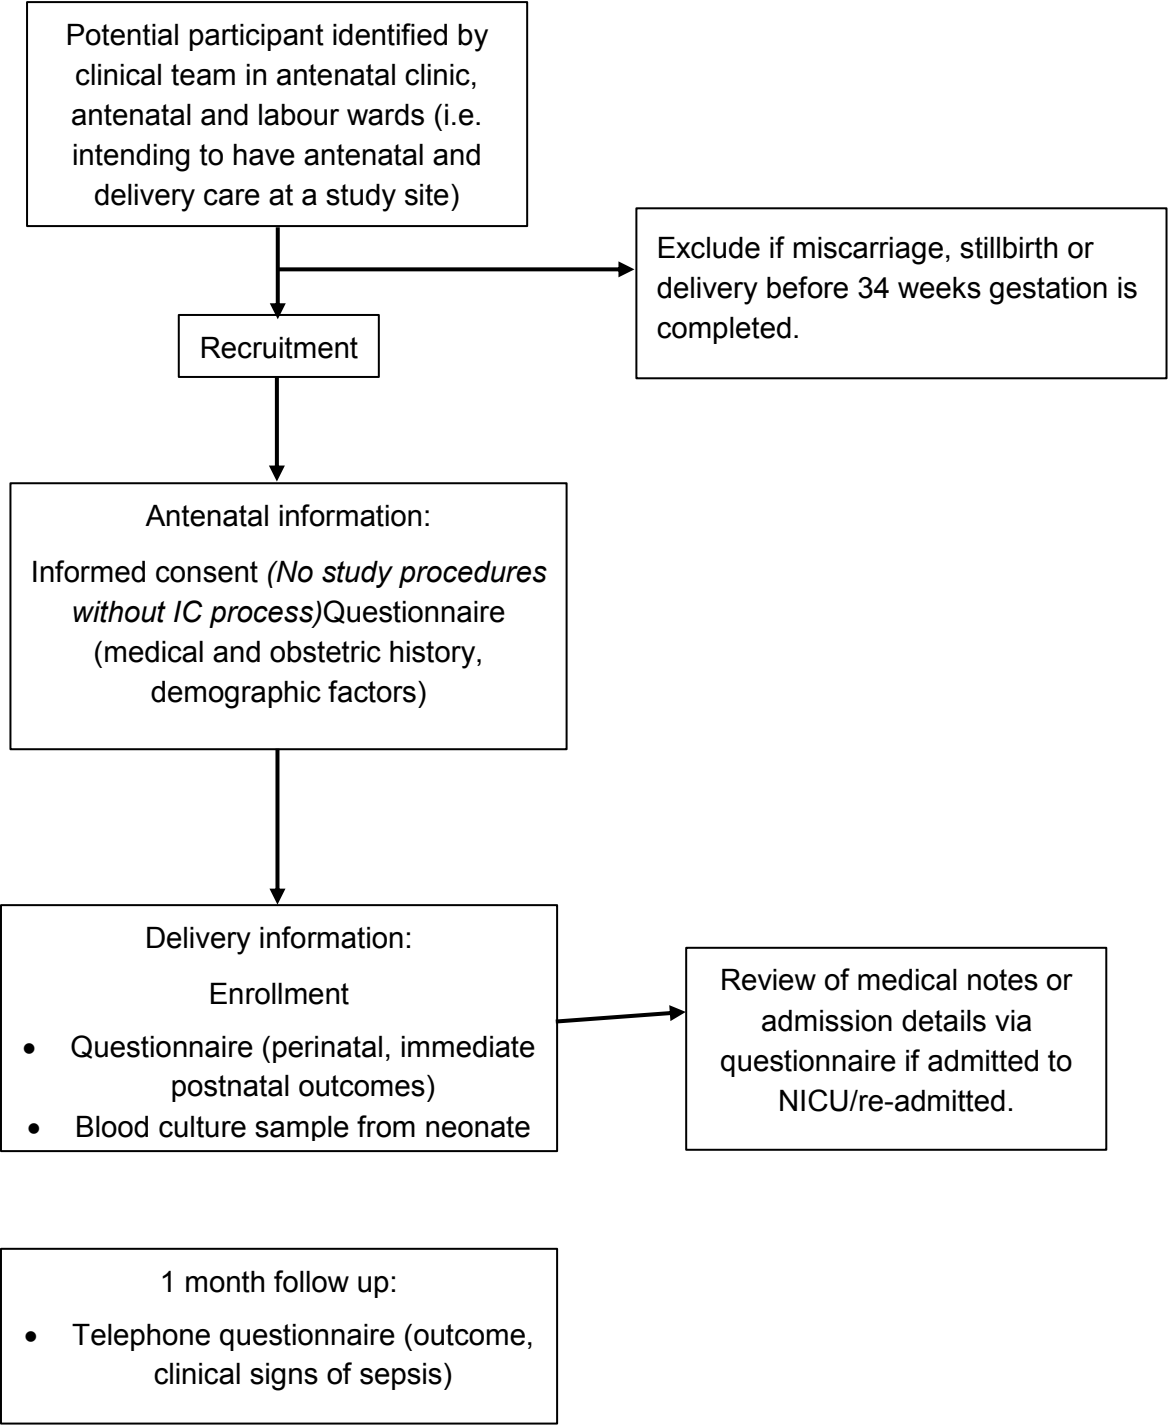 Potential participant identified by
clinical team in antenatal clinic,
antenatal and labour wards (i.e.
intending to have antenatal and
delivery care at a study site)
Exclude if miscarriage, stillbirth or
delivery before 34 weeks gestation is
completed.
Recruitment
Antenatal information:
Informed consent (No study procedures
without IC process)Questionnaire
(medical and obstetric history,
demographic factors)
Delivery information:
Enrollment
• Questionnaire (perinatal, immediate
postnatal outcomes)
• Blood culture sample from neonate
Review of medical notes or
admission details via
questionnaire if admitted to
NICU/re-admitted.
1 month follow up:
• Telephone questionnaire (outcome,
clinical signs of sepsis)